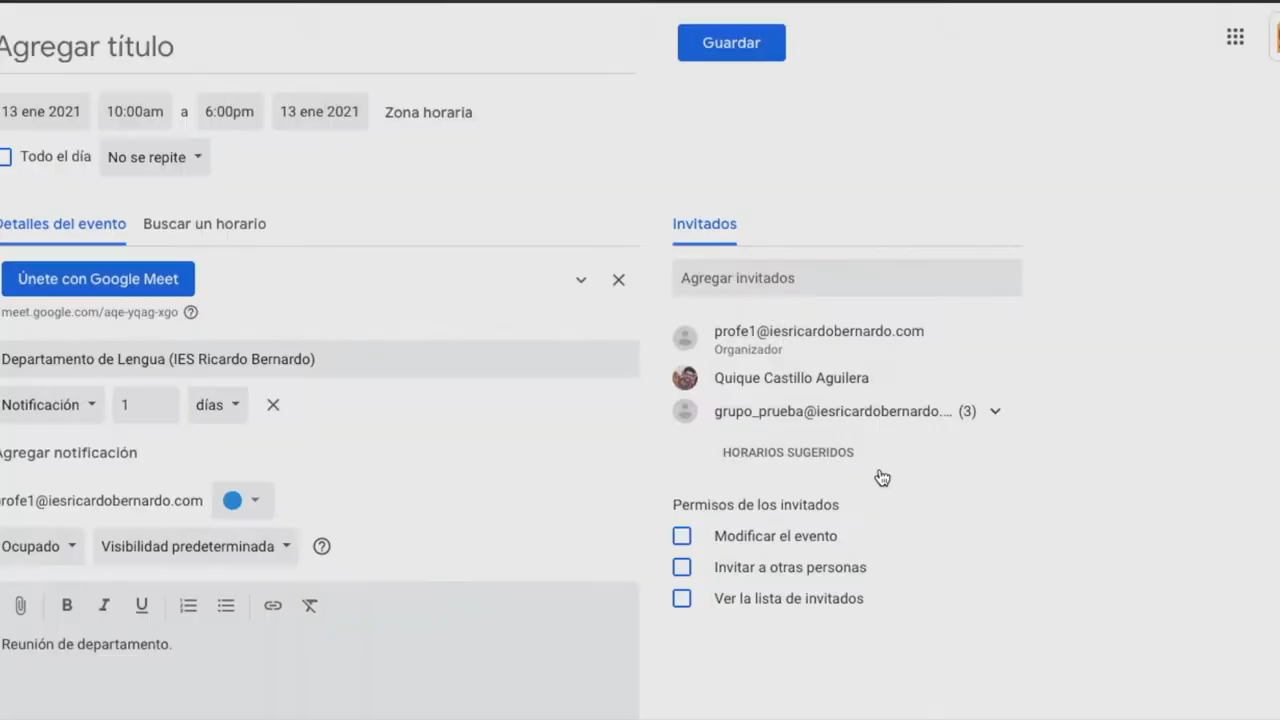 Agregar título
Guardar
13 ene 2021 10:00am a 6:00pm 13 ene 2021 Zona horaria
Todo el día No se repite
Detalles del evento Buscar un horario
Invitados
Únete con Google Meet
Agregar invitados
meet.google.com/aqe-yqag-xgo
profe1@iesricardobernardo.com
Organizador
Departamento de Lengua (IES Ricardo Bernardo)
Quique Castillo Aguilera
Notificación 1 días
grupo_prueba@iesricardobernardo.... (3)
Agregar notificación
HORARIOS SUGERIDOS
profe1@iesricardobernardo.com
Permisos de los invitados
Ocupado Visibilidad predeterminada
Modificar el evento
Invitar a otras personas
Ver la lista de invitados
B I U
Reunión de departamento.